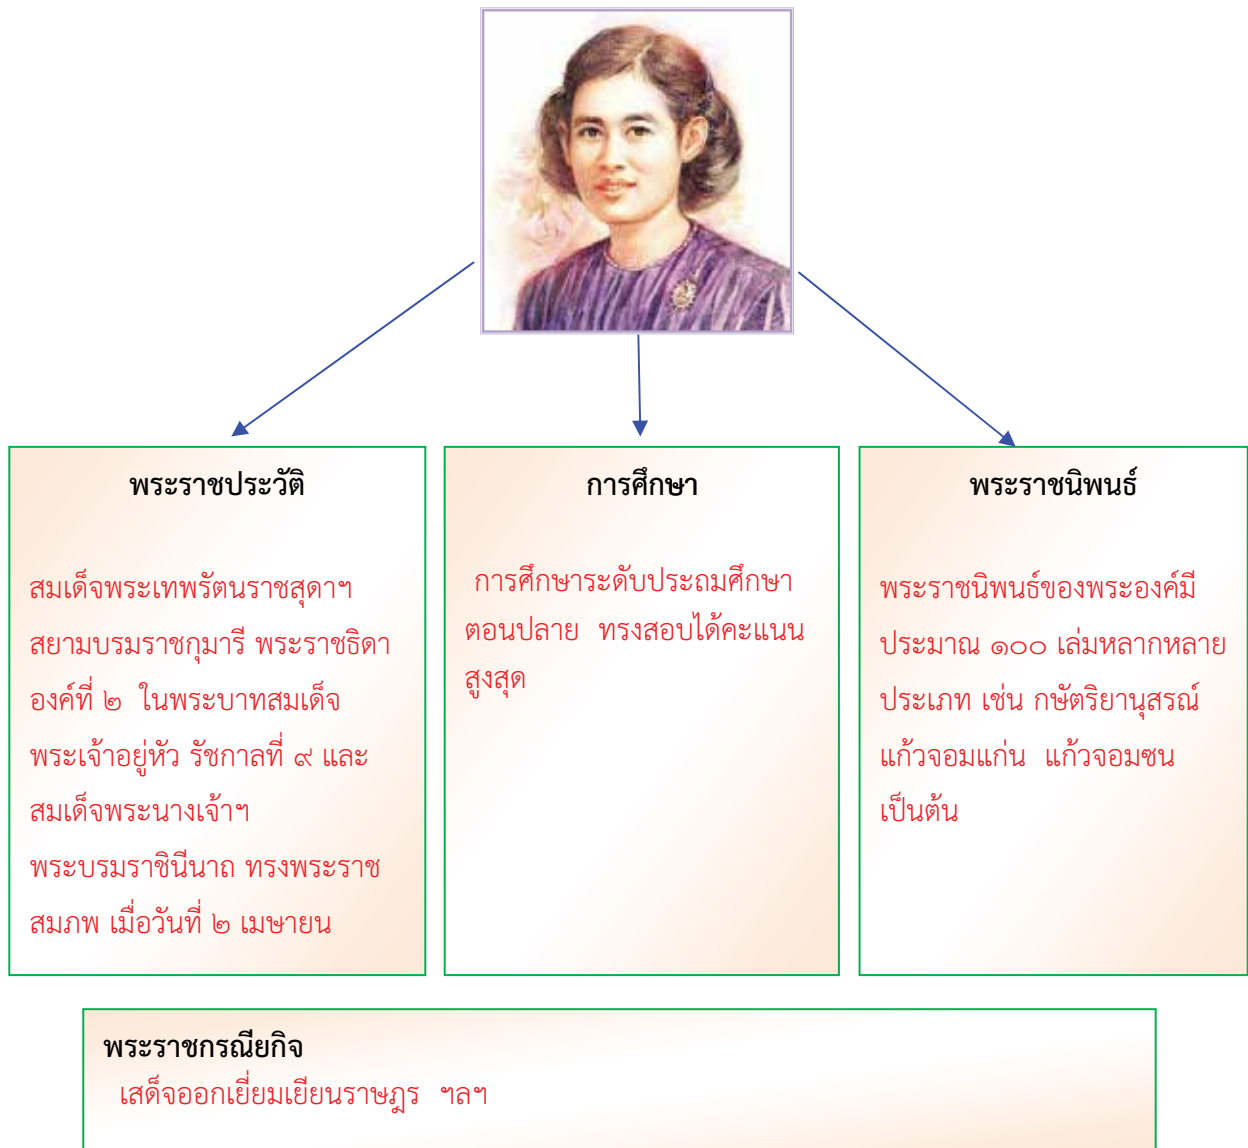 พระราชประวัติ
สมเด็จพระเทพรัตนราชสุดาฯ
สยามบรมราชกุมารี พระราชธิดา
องค์ที่ ๒ ในพระบาทสมเด็จ
พระเจ้าอยู่หัว รัชกาลที่ ๙ และ
สมเด็จพระนางเจ้าฯ
พระบรมราชินีนาถ ทรงพระราช
สมภพ เมื่อวันที่ ๒ เมษายน
การศึกษา
การศึกษาระดับประถมศึกษา
ตอนปลาย ทรงสอบได้คะแนน
สูงสุด
พระราชนิพนธ์
พระราชนิพนธ์ของพระองค์มี
ประมาณ ๑๐๐ เล่มหลากหลาย
ประเภท เช่น กษัตริยานุสรณ์
แก้วจอมแก่น แก้วจอมซน
เป็นต้น
พระราชกรณียกิจ
เสด็จออกเยี่ยมเยียนราษฎร ฯลฯ